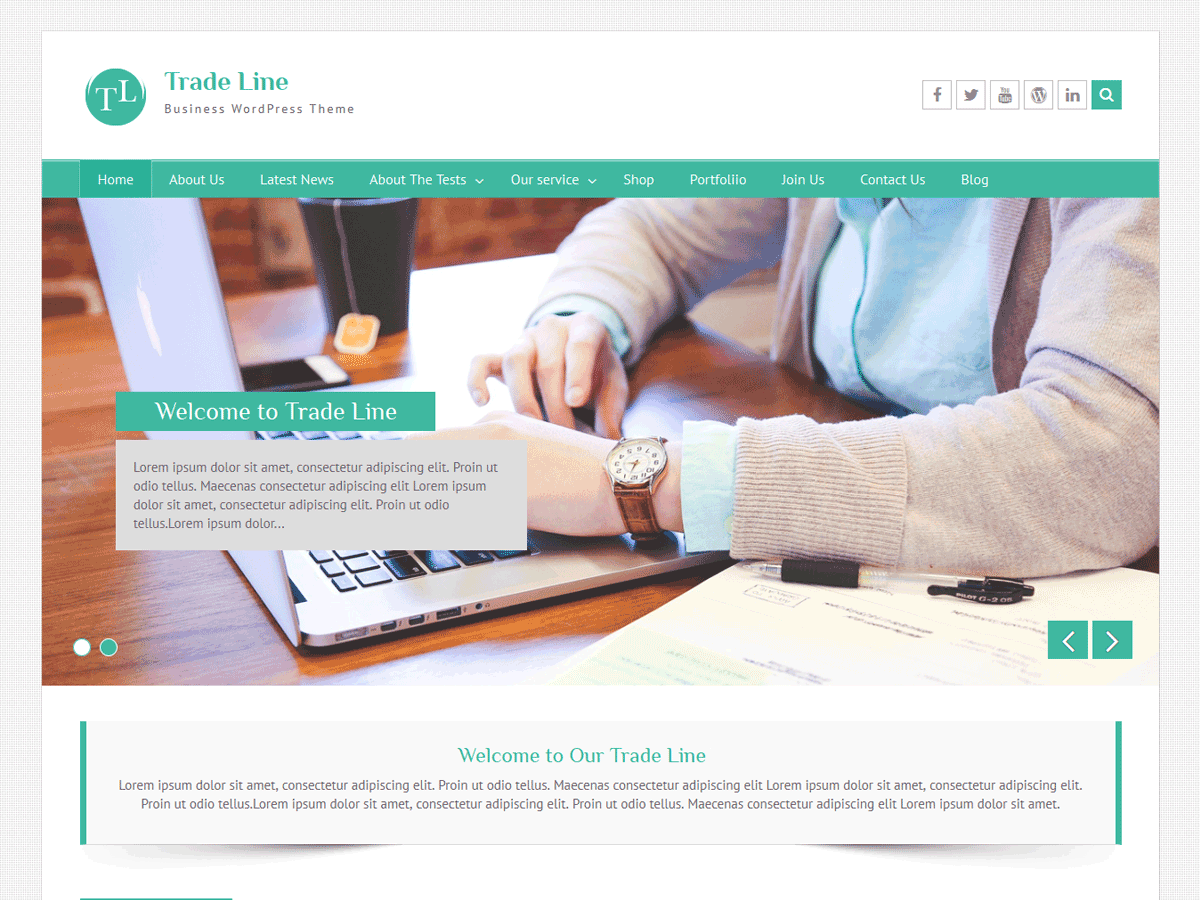 TL
Trade Line
Business WordPress Theme
You
Tube
Home About Us Latest News About The Tests Our service Shop Portfoliio Join Us Contact Us Blog
Welcome to Trade Line
Lorem ipsum dolor sit amet, consectetur adipiscing elit. Proin ut
odio tellus. Maecenas consectetur adipiscing elit Lorem ipsum
dolor sit amet, consectetur adipiscing elit. Proin ut odio
tellus.Lorem ipsum dolor...
PILOT G-2 05
Welcome to Our Trade Line
Lorem ipsum dolor sit amet, consectetur adipiscing elit. Proin ut odio tellus. Maecenas consectetur adipiscing elit Lorem ipsum dolor sit amet, consectetur adipiscing elit.
Proin ut odio tellus.Lorem ipsum dolor sit amet, consectetur adipiscing elit. Proin ut odio tellus. Maecenas consectetur adipiscing elit Lorem ipsum dolor sit amet.